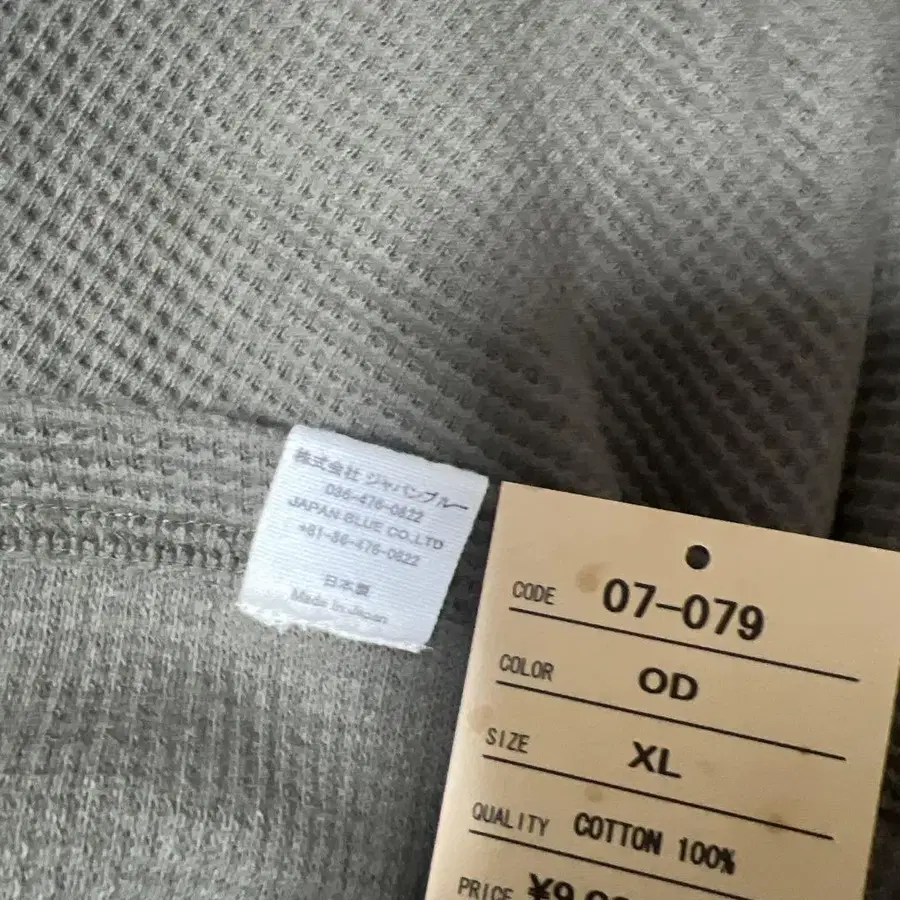 株式会社 ジャパンブルー
086-476-0822
JAPAN BLUE CO.,LTD
+81-86-476-0822
日本製
Made in Japan
CODE 07-079
COLOR OD
SIZE XL
QUALITY COTTON 100%
PRICE